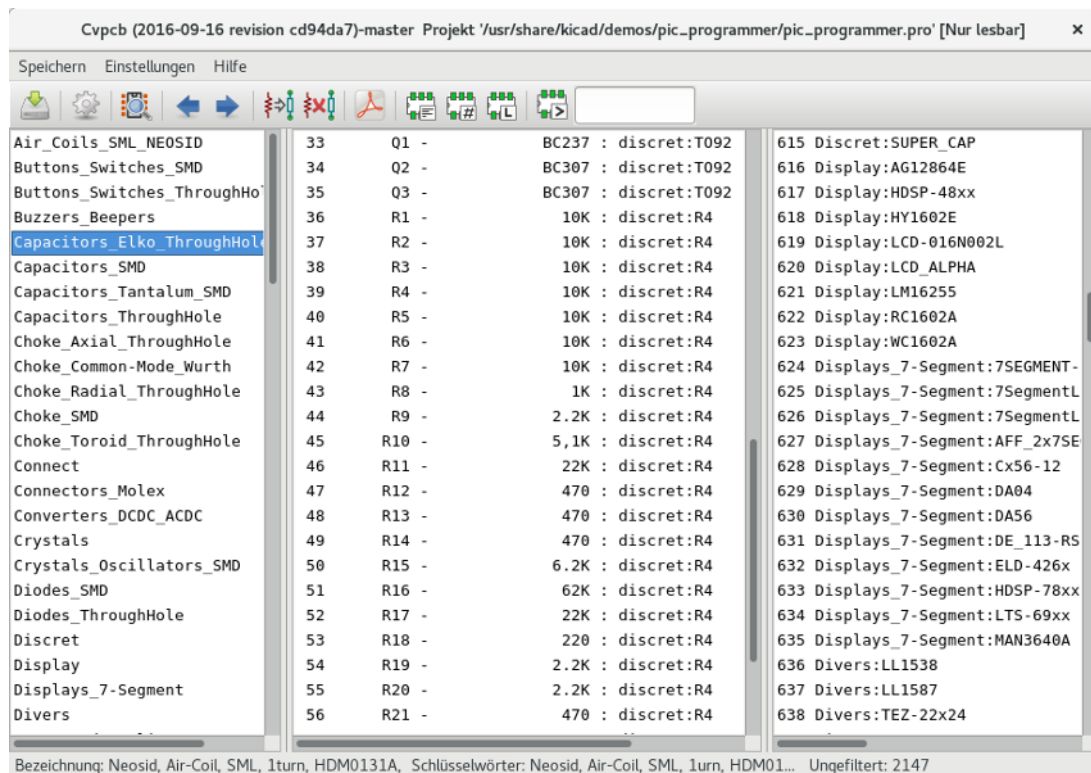 Cvpcb (2016-09-16 revision cd94da7)-master Projekt '/usr/share/kicad/demos/pic_programmer/pic_programmer.pro' [Nur lesbar] ×
Speichern Einstellungen Hilfe
Air_Coils_SML_NEOSID
Buttons_Switches_SMD
Buttons_Switches_ThroughHo
Buzzers_Beepers
Capacitors_Elko_ThroughHole
Capacitors_SMD
Capacitors_Tantalum_SMD
Capacitors_ThroughHole
Choke_Axial_ThroughHole
Choke_Common-Mode_Wurth
Choke_Radial_ThroughHole
Choke_SMD
Choke_Toroid_ThroughHole
Connect
Connectors_Molex
Converters_DCDC_ACDC
Crystals
Crystals_Oscillators_SMD
Diodes_SMD
Diodes_ThroughHole
Discret
Display
Displays_7-Segment
Divers
33 Q1 - BC237 : discret:TO92
34 Q2 - BC307 : discret:TO92
35 Q3 - BC307 : discret:TO92
36 R1 - 10K : discret:R4
37 R2 - 10K : discret:R4
38 R3 - 10K : discret:R4
39 R4 - 10K : discret:R4
40 R5 - 10K : discret:R4
41 R6 - 10K : discret:R4
42 R7 - 10K : discret:R4
43 R8 - 1K : discret:R4
44 R9 - 2.2K : discret:R4
45 R10 - 5,1K : discret:R4
46 R11 - 22K : discret:R4
47 R12 - 470 : discret:R4
48 R13 - 470 : discret:R4
49 R14 - 470 : discret:R4
50 R15 - 6.2K : discret:R4
51 R16 - 62K : discret:R4
52 R17 - 22K : discret:R4
53 R18 - 220 : discret:R4
54 R19 - 2.2K : discret:R4
55 R20 - 2.2K : discret:R4
56 R21 - 470 : discret:R4
615 Discret:SUPER_CAP
616 Display:AG12864E
617 Display:HDSP-48xx
618 Display:HY1602E
619 Display:LCD-016N002L
620 Display:LCD_ALPHA
621 Display:LM16255
622 Display:RC1602A
623 Display:WC1602A
624 Displays_7-Segment:7SEGMENT-
625 Displays_7-Segment:7SegmentL
626 Displays_7-Segment:7SegmentL
627 Displays_7-Segment:AFF_2x7SE
628 Displays_7-Segment:Cx56-12
629 Displays_7-Segment:DA04
630 Displays_7-Segment:DA56
631 Displays_7-Segment:DE_113-RS
632 Displays_7-Segment:ELD-426x
633 Displays_7-Segment:HDSP-78xx
634 Displays_7-Segment:LTS-69xx
635 Displays_7-Segment:MAN3640A
636 Divers:LL1538
637 Divers:LL1587
638 Divers:TEZ-22x24
Bezeichnung: Neosid, Air-Coil, SML, 1turn, HDM0131A, Schlüsselwörter: Neosid, Air-Coil, SML, 1urn, HDM01... Ungefiltert: 2147